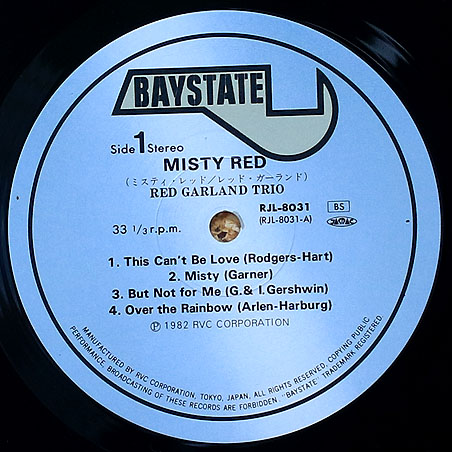 BAYSTATE
Side 1 Stereo
MISTY RED
(ミスティ・レッド/レッド・ガーランド)
RED GARLAND TRIO
RJL-8031 BS
33 1/3 r.p.m. (RJL-8031-A)
1. This Can't Be Love (Rodgers-Hart)
2. Misty (Garner)
3. But Not for Me (G.& I.Gershwin)
4. Over the Rainbow (Arlen-Harburg)
Ⓟ 1982 RVC CORPORATION
MANUFACTURED BY RVC CORPORATION, TOKYO, JAPAN, ALL RIGHTS RESERVED, COPYING PUBLIC
PERFORMANCE, BROADCASTING OF THESE RECORDS ARE FORBIDDEN "BAYSTATE" TRADEMARK REGISTERED.